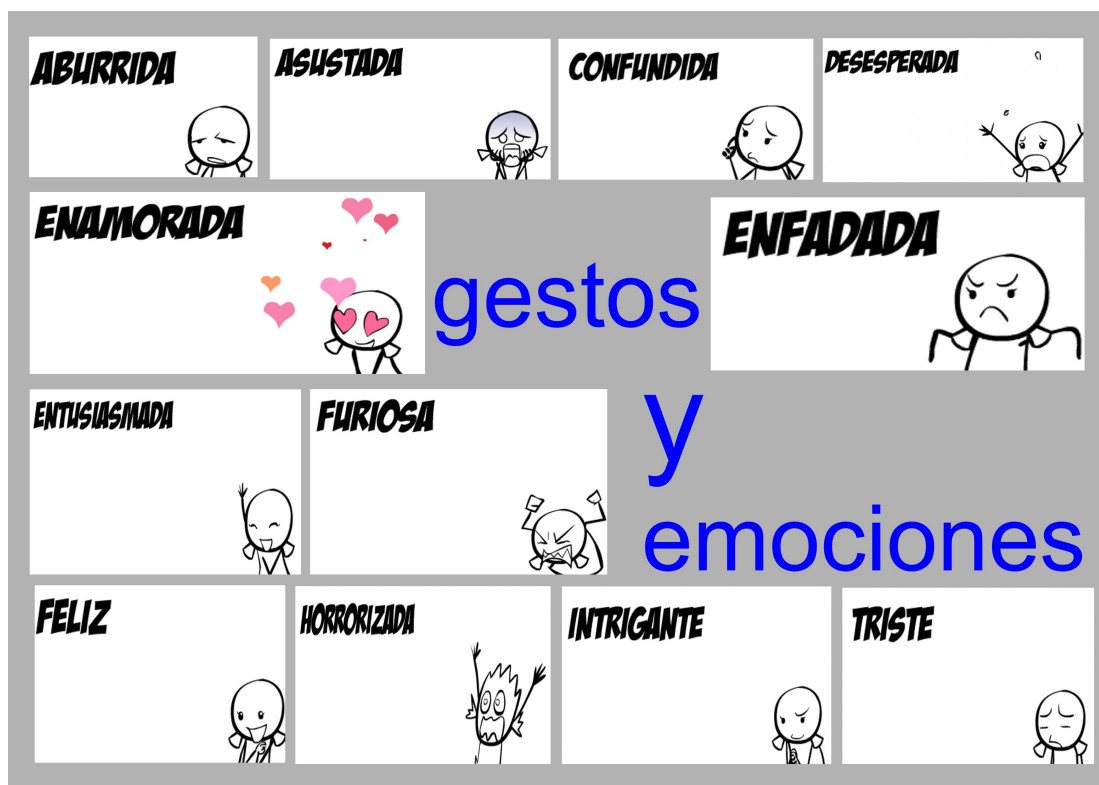 ABURRIDA
ASUSTADA
CONFUNDIDA
DESESPERADA
ENAMORADA
gestos
ENFADADA
ENTUSIASMADA
FURIOSA
y
emociones
FELIZ
HORRORIZADA
INTRIGANTE
TRISTE